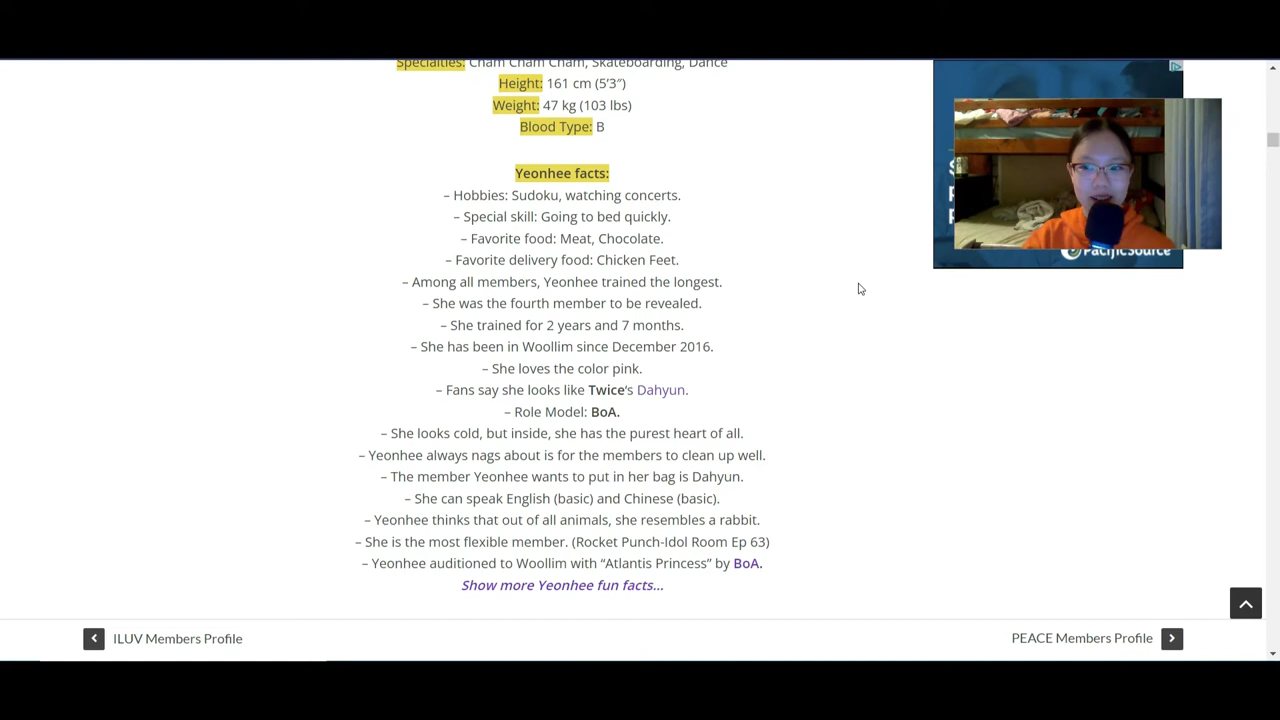 Specialties: Cham Cham Cham, Skateboarding, Dance
Height: 161 cm (5'3″)
Weight: 47 kg (103 lbs)
Blood Type: B
Yeonhee facts:
– Hobbies: Sudoku, watching concerts.
– Special skill: Going to bed quickly.
– Favorite food: Meat, Chocolate.
– Favorite delivery food: Chicken Feet.
– Among all members, Yeonhee trained the longest.
– She was the fourth member to be revealed.
– She trained for 2 years and 7 months.
– She has been in Woollim since December 2016.
– She loves the color pink.
– Fans say she looks like Twice's Dahyun.
– Role Model: BoA.
– She looks cold, but inside, she has the purest heart of all.
– Yeonhee always nags about is for the members to clean up well.
– The member Yeonhee wants to put in her bag is Dahyun.
– She can speak English (basic) and Chinese (basic).
– Yeonhee thinks that out of all animals, she resembles a rabbit.
– She is the most flexible member. (Rocket Punch-Idol Room Ep 63)
– Yeonhee auditioned to Woollim with “Atlantis Princess” by BoA.
Show more Yeonhee fun facts...
PacificSource
ILUV Members Profile
PEACE Members Profile